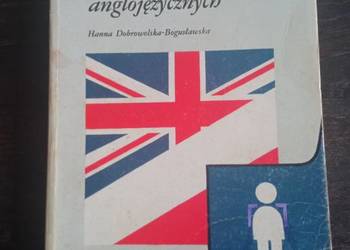 anglojęzycznych
Hanna Dobrowolska-Bogusławska